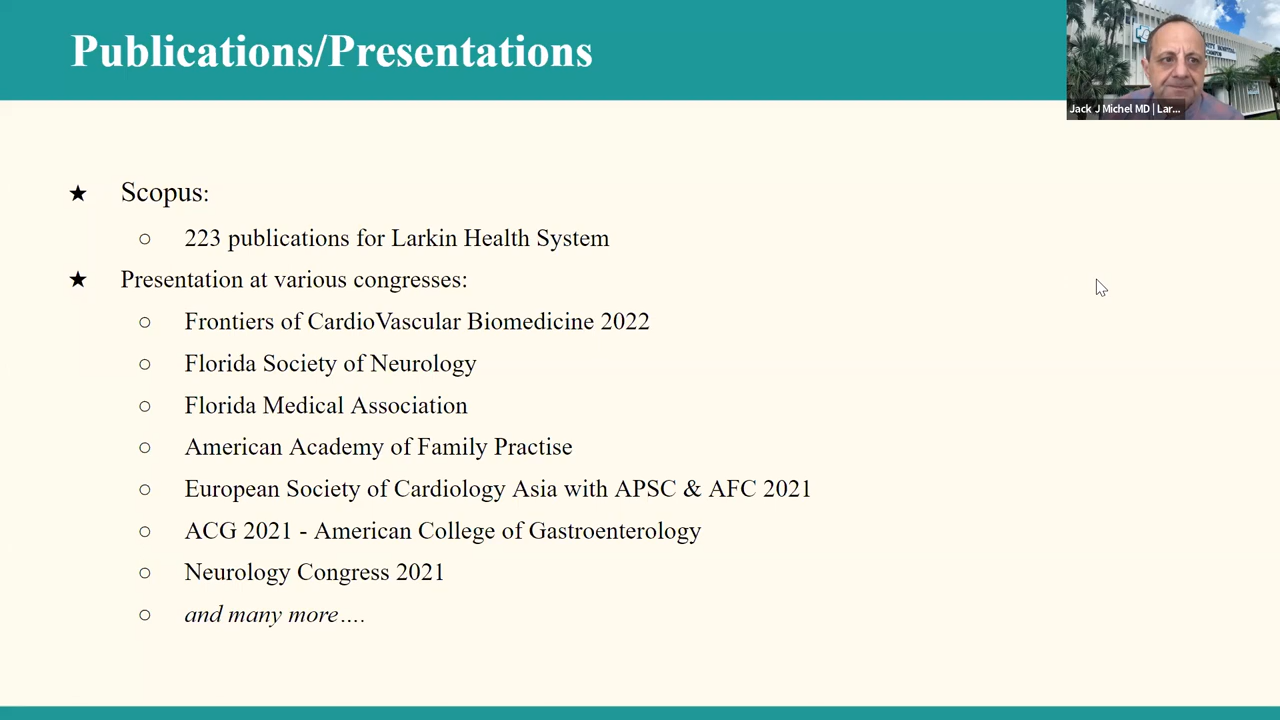 Publications/Presentations
Jack J Michel MD | Lar...
★ Scopus:
○ 223 publications for Larkin Health System
★ Presentation at various congresses:
○ Frontiers of CardioVascular Biomedicine 2022
○ Florida Society of Neurology
○ Florida Medical Association
○ American Academy of Family Practise
○ European Society of Cardiology Asia with APSC & AFC 2021
○ ACG 2021 - American College of Gastroenterology
○ Neurology Congress 2021
○ and many more….